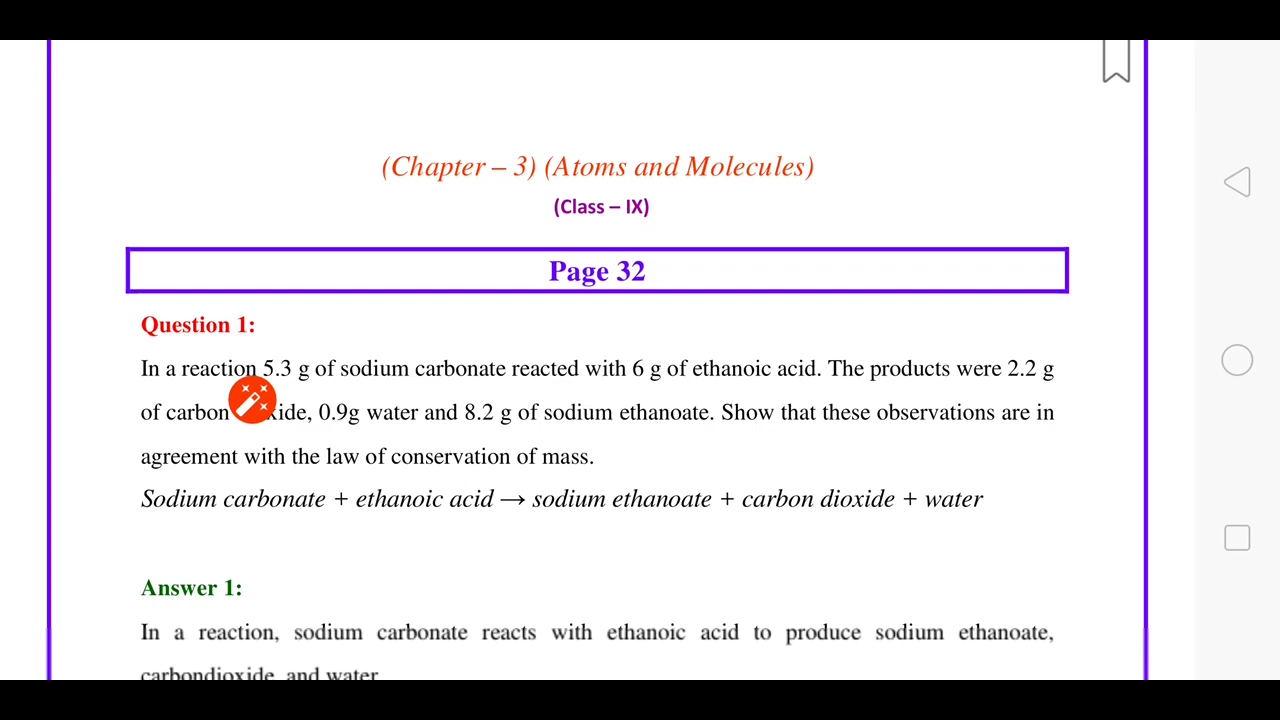 (Chapter – 3) (Atoms and Molecules)
(Class – IX)
Page 32
Question 1:
In a reaction 5.3 g of sodium carbonate reacted with 6 g of ethanoic acid. The products were 2.2 g
of carbon xide, 0.9g water and 8.2 g of sodium ethanoate. Show that these observations are in
agreement with the law of conservation of mass.
Sodium carbonate + ethanoic acid → sodium ethanoate + carbon dioxide + water
Answer 1:
In a reaction, sodium carbonate reacts with ethanoic acid to produce sodium ethanoate,
carbondioxide, and water